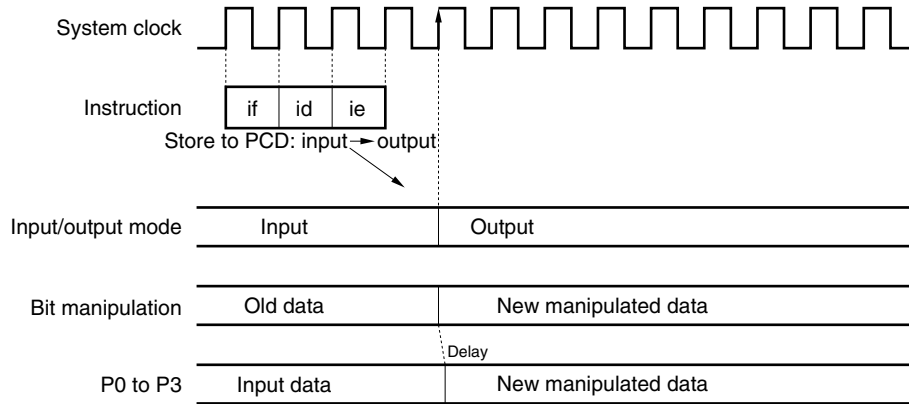 System clock
Instruction if id ie
Store to PCD: input output
Input/output mode Input Output
Bit manipulation Old data New manipulated data
Delay
P0 to P3 Input data New manipulated data